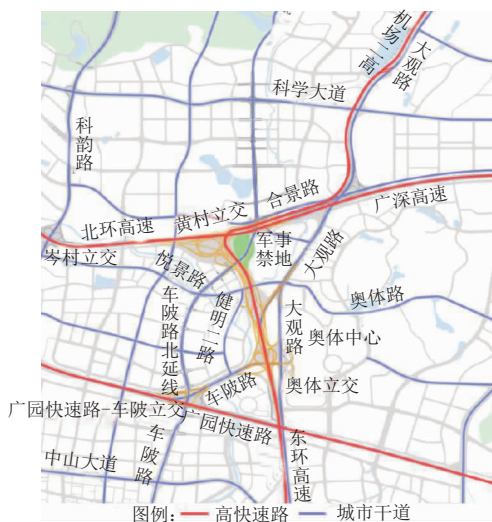 机场二高
大观路
科学大道
科韵路
合景路
广深高速
北环高速
黄村立交
军事
禁地
大观路
岑村立交
悦景路
车陂路北延线
健明二路
奥体路
大观路
奥体中心
奥体立交
车陂路
广园快速路-车陂立交
广园快速路
车陂路
东环高速
中山大道
图例:
高快速路
城市干道